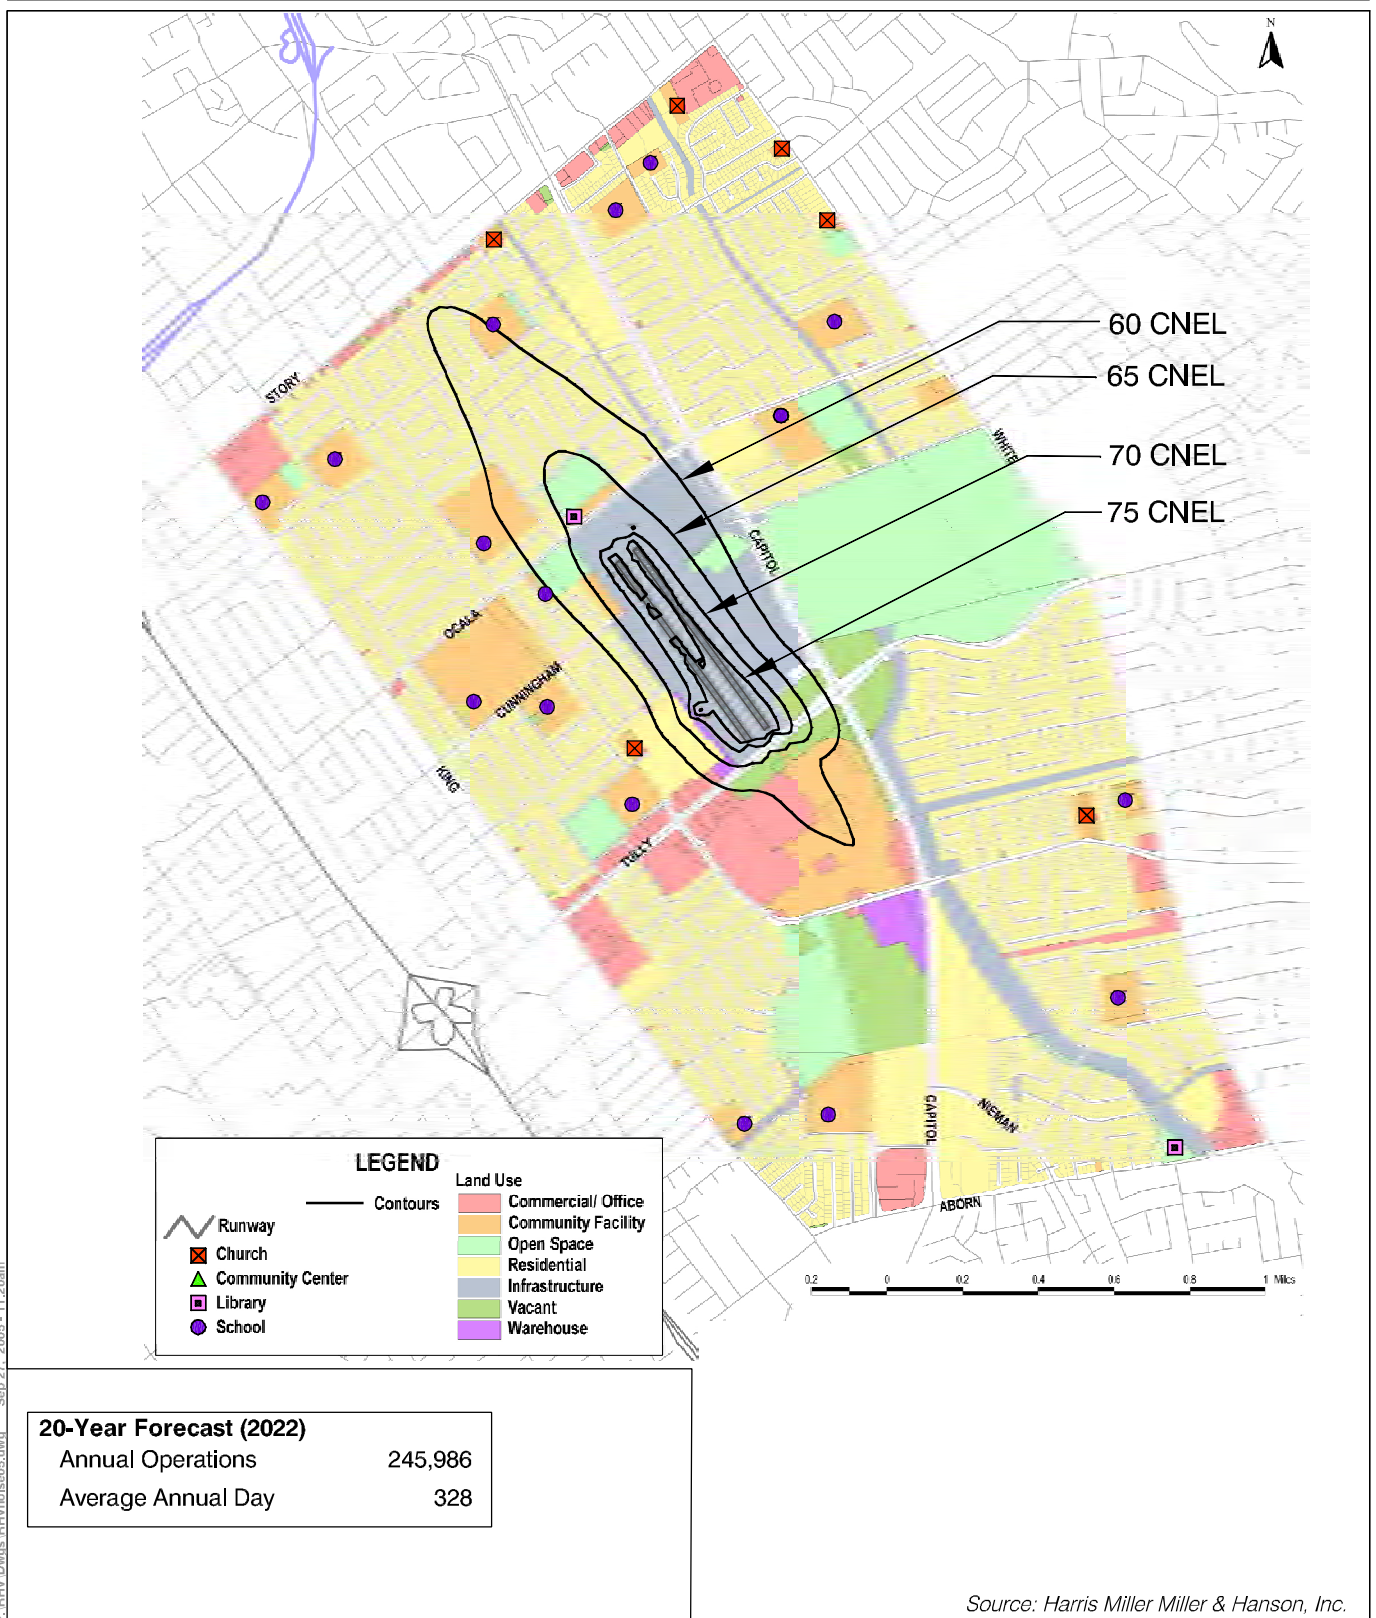 N
60 CNEL
65 CNEL
70 CNEL
75 CNEL
STORY
WHITE
CAPITOL
OCALA
CUNNINGHAM
KING
TULLY
CAPITOL
NIEMAN
ABORN
LEGEND
Contours
Runway
Church
Community Center
Library
School
Land Use
Commercial/ Office
Community Facility
Open Space
Residential
Infrastructure
Vacant
Warehouse
0.2 0 0.2 0.4 0.6 0.8 1 Miles
20-Year Forecast (2022)
Annual Operations 245,986
Average Annual Day 328
Source: Harris Miller Miller & Hanson, Inc.